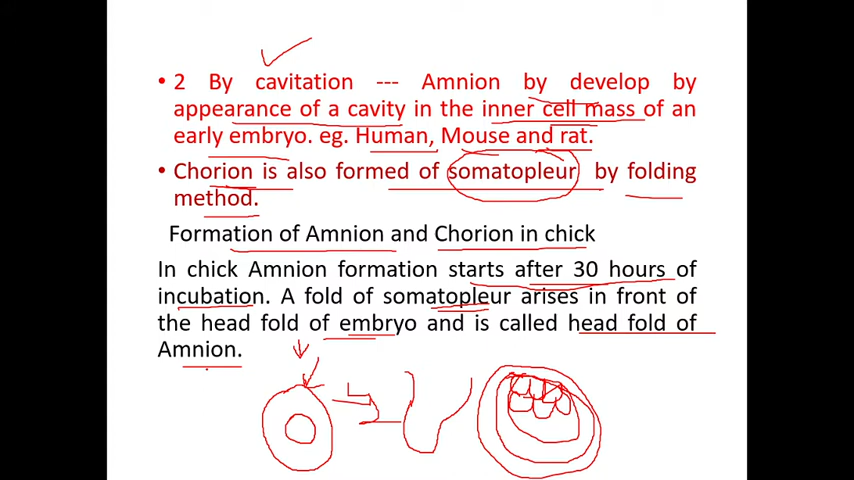 • 2 By cavitation --- Amnion by develop by
appearance of a cavity in the inner cell mass of an
early embryo. eg. Human, Mouse and rat.
• Chorion is also formed of somatopleur by folding
method.
Formation of Amnion and Chorion in chick
In chick Amnion formation starts after 30 hours of
incubation. A fold of somatopleur arises in front of
the head fold of embryo and is called head fold of
Amnion.